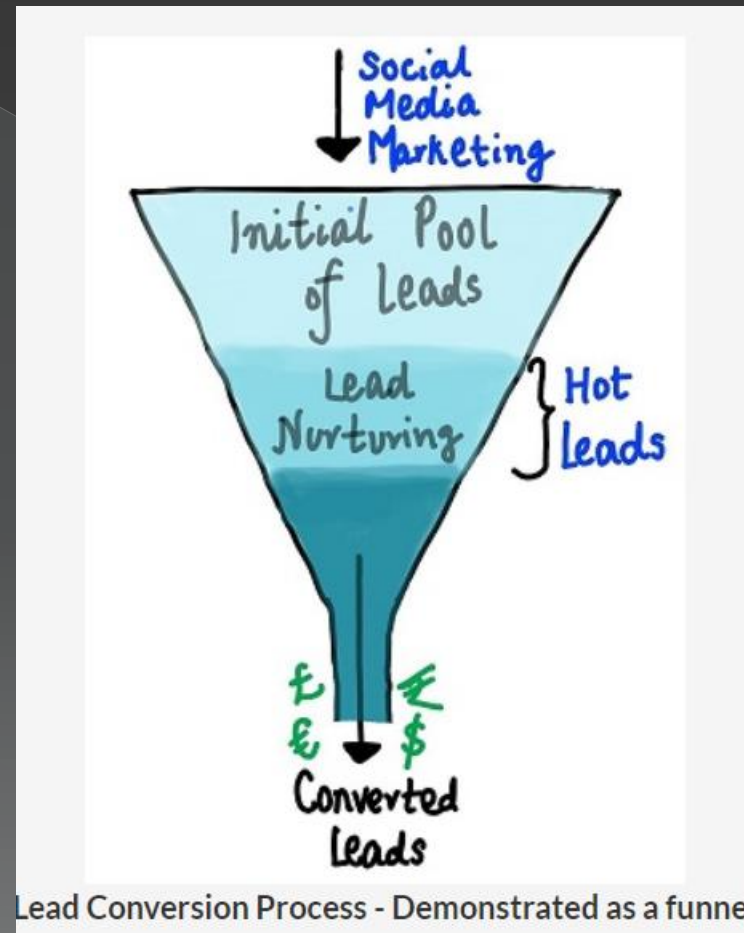 Social
Media
Marketing
Initial Pool
of Leads
Lead
Nurturing
Hot
Leads
£ ₹
€ $
Converted
Leads
Lead Conversion Process - Demonstrated as a funne